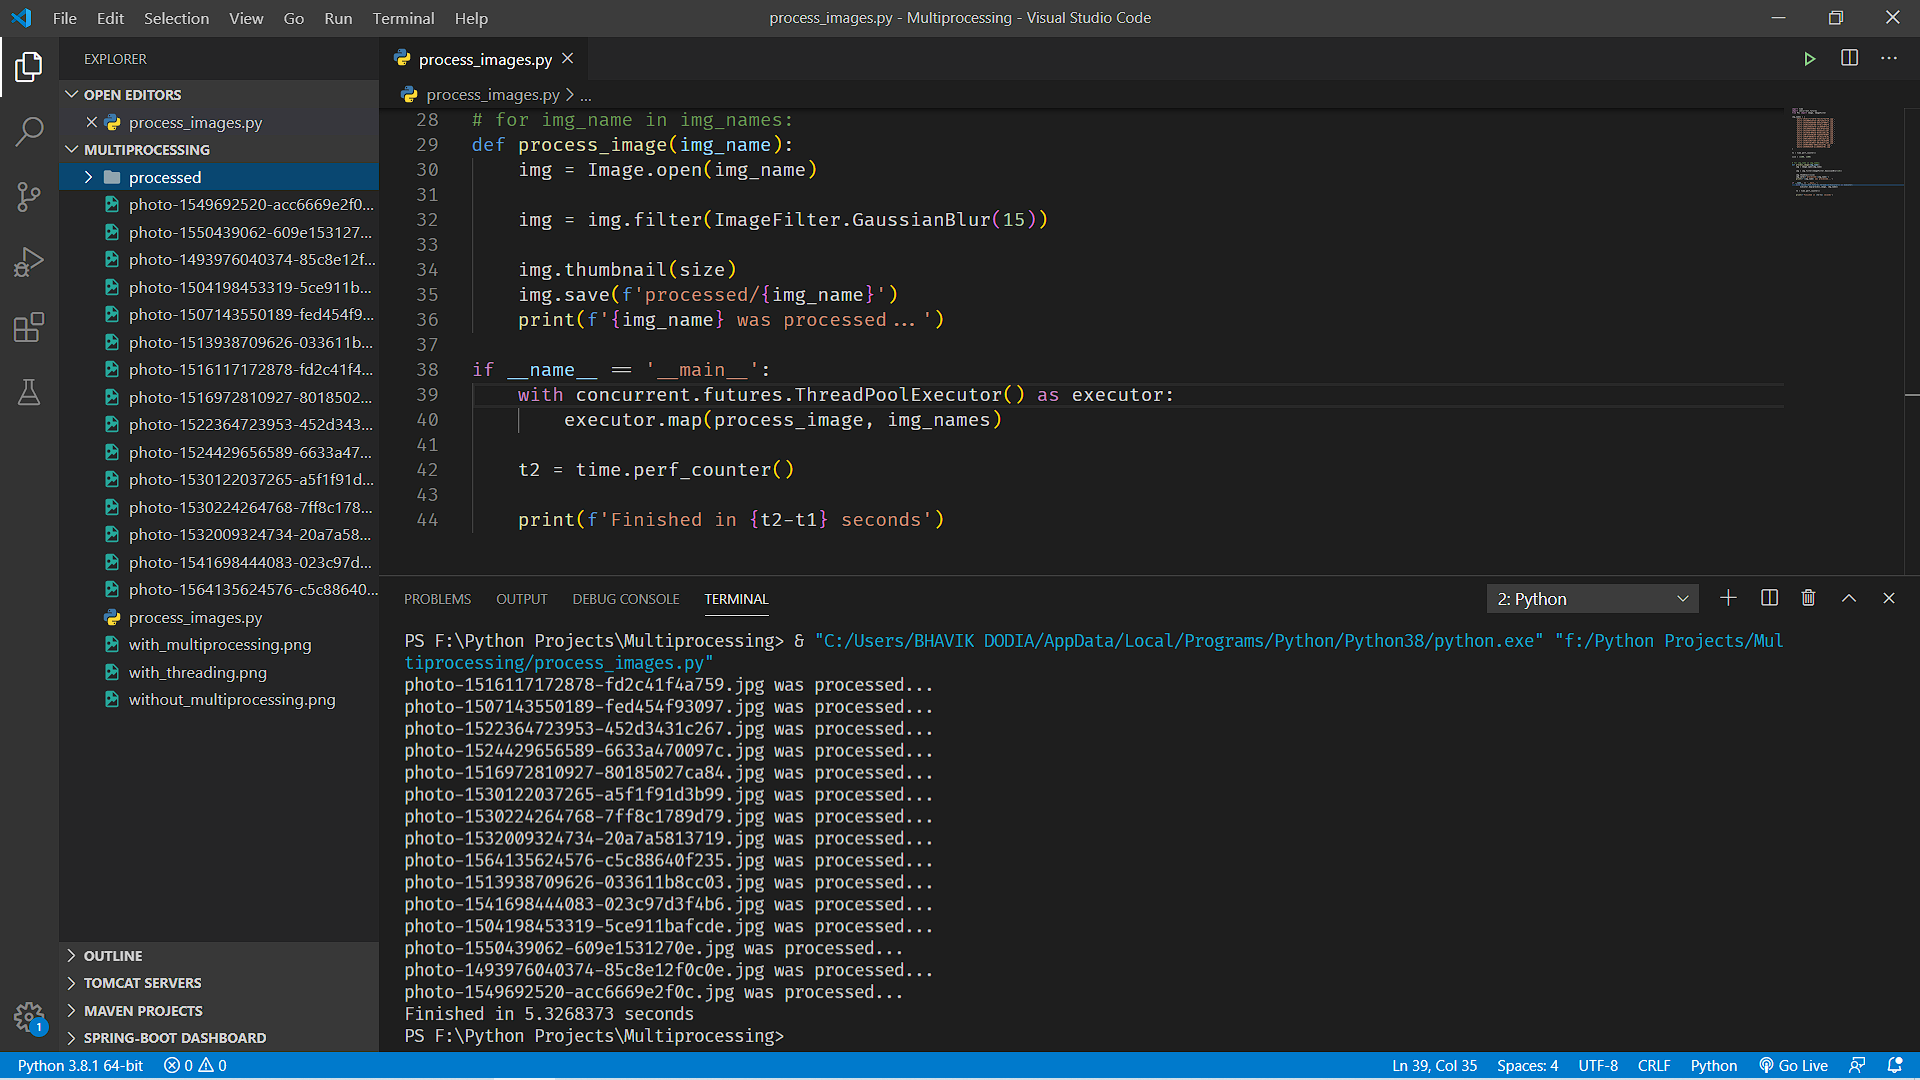 File Edit Selection View Go Run Terminal Help
process_images.py - Multiprocessing - Visual Studio Code
EXPLORER
OPEN EDITORS
process_images.py
MULTIPROCESSING
processed
photo-1549692520-acc6669e2f0...
photo-1550439062-609e153127...
photo-1493976040374-85c8e12f...
photo-1504198453319-5ce911b...
photo-1507143550189-fed454f9...
photo-1513938709626-033611b...
photo-1516117172878-fd2c41f4...
photo-1516972810927-8018502...
photo-1522364723953-452d343...
photo-1524429656589-6633a47...
photo-1530122037265-a5f1f91d...
photo-1530224264768-7ff8c178...
photo-1532009324734-20a7a58...
photo-1541698444083-023c97d...
photo-1564135624576-c5c88640...
process_images.py
with_multiprocessing.png
with_threading.png
without_multiprocessing.png
OUTLINE
TOMCAT SERVERS
MAVEN PROJECTS
SPRING-BOOT DASHBOARD
1
process_images.py
process_images.py > ...
28 # for img_name in img_names:
29 def process_image(img_name):
30     img = Image.open(img_name)
31
32     img = img.filter(ImageFilter.GaussianBlur(15))
33
34     img.thumbnail(size)
35     img.save(f'processed/{img_name}')
36     print(f'{img_name} was processed...')
37
38 if __name__ == '__main__':
39     with concurrent.futures.ThreadPoolExecutor() as executor:
40         executor.map(process_image, img_names)
41
42     t2 = time.perf_counter()
43
44     print(f'Finished in {t2-t1} seconds')
PROBLEMS OUTPUT DEBUG CONSOLE TERMINAL
2: Python
PS F:\Python Projects\Multiprocessing> & "C:/Users/BHAVIK DODIA/AppData/Local/Programs/Python/Python38/python.exe" "f:/Python Projects/Mul
tiprocessing/process_images.py"
photo-1516117172878-fd2c41f4a759.jpg was processed...
photo-1507143550189-fed454f93097.jpg was processed...
photo-1522364723953-452d3431c267.jpg was processed...
photo-1524429656589-6633a470097c.jpg was processed...
photo-1516972810927-80185027ca84.jpg was processed...
photo-1530122037265-a5f1f91d3b99.jpg was processed...
photo-1530224264768-7ff8c1789d79.jpg was processed...
photo-1532009324734-20a7a5813719.jpg was processed...
photo-1564135624576-c5c88640f235.jpg was processed...
photo-1513938709626-033611b8cc03.jpg was processed...
photo-1541698444083-023c97d3f4b6.jpg was processed...
photo-1504198453319-5ce911bafcde.jpg was processed...
photo-1550439062-609e1531270e.jpg was processed...
photo-1493976040374-85c8e12f0c0e.jpg was processed...
photo-1549692520-acc6669e2f0c.jpg was processed...
Finished in 5.3268373 seconds
PS F:\Python Projects\Multiprocessing>
Python 3.8.1 64-bit 0 0
Ln 39, Col 35 Spaces: 4 UTF-8 CRLF Python Go Live